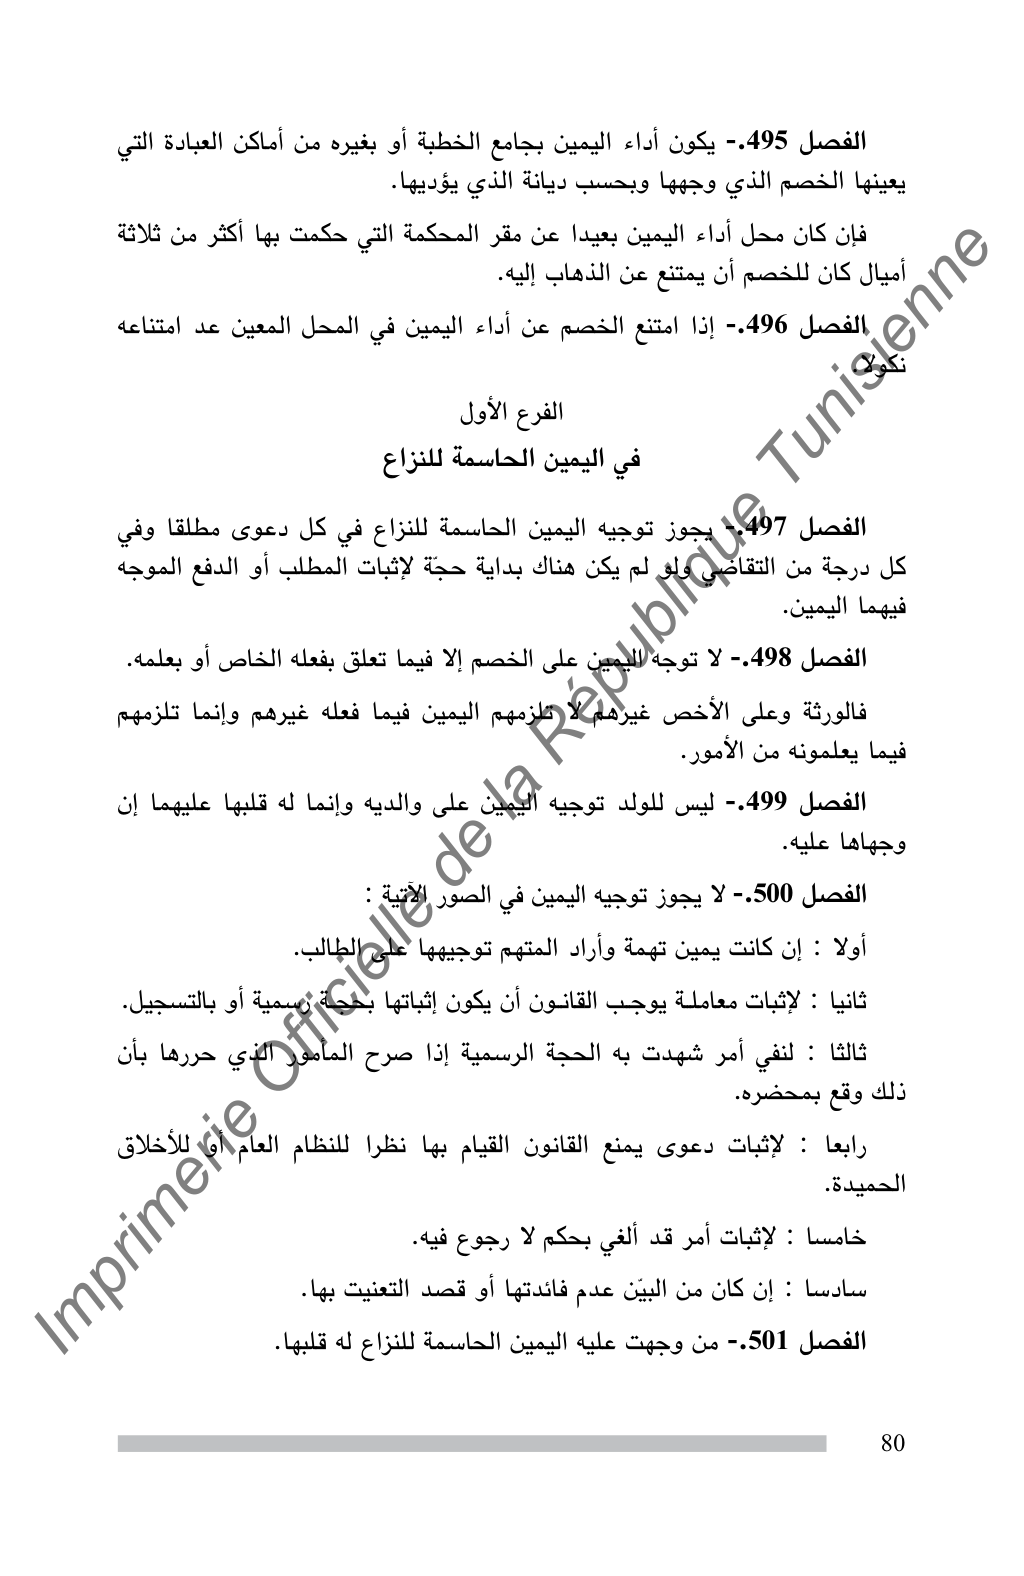 الفصل 495.- يكون أداء اليمين بجامع الخطبة أو بغيره من أماكن العبادة التي
يعينها الخصم الذي وجهها وبحسب ديانة الذي يؤديها.
فإن كان محل أداء اليمين بعيدا عن مقر المحكمة التي حكمت بها أكثر من ثلاثة
أميال كان للخصم أن يمتنع عن الذهاب إليه.
الفصل 496.- إذا امتنع الخصم عن أداء اليمين في المحل المعين عد امتناعه
نكولا.
الفرع الأول
في اليمين الحاسمة للنزاع
الفصل 497.- يجوز توجيه اليمين الحاسمة للنزاع في كل دعوى مطلقا وفي
كل درجة من التقاضي ولو لم يكن هناك بداية حجّة لإثبات المطلب أو الدفع الموجه
فيهما اليمين.
الفصل 498.- لا توجه اليمين على الخصم إلا فيما تعلق بفعله الخاص أو بعلمه.
فالورثة وعلى الأخص غيرهم لا تلزمهم اليمين فيما فعله غيرهم وإنما تلزمهم
فيما يعلمونه من الأمور.
الفصل 499.- ليس للولد توجيه اليمين على والديه وإنما له قلبها عليهما إن
وجهاها عليه.
الفصل 500.- لا يجوز توجيه اليمين في الصور الآتية :
أولا : إن كانت يمين تهمة وأراد المتهم توجيهها على الطالب.
ثانيا : لإثبات معاملة يوجب القانون أن يكون إثباتها بحجة رسمية أو بالتسجيل.
ثالثا : لنفي أمر شهدت به الحجة الرسمية إذا صرح المأمور الذي حررها بأن
ذلك وقع بمحضره.
رابعا : لإثبات دعوى يمنع القانون القيام بها نظرا للنظام العام أو للأخلاق
الحميدة.
خامسا : لإثبات أمر قد ألغي بحكم لا رجوع فيه.
سادسا : إن كان من البيّن عدم فائدتها أو قصد التعنيت بها.
الفصل 501.- من وجهت عليه اليمين الحاسمة للنزاع له قلبها.
80
Imprimerie Officielle de la République Tunisienne